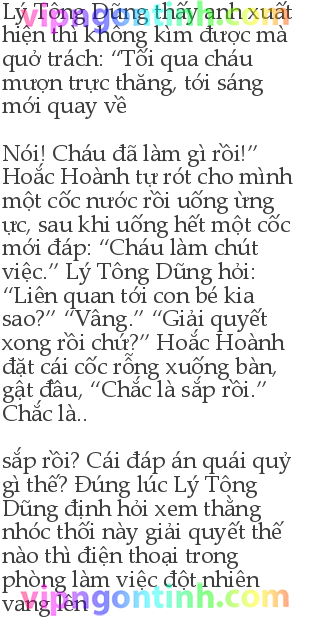 Lý Tông Dũng thấy anh xuất
vipngontinh.com
hiện thì không kìm được mà
quở trách: “Tối qua cháu
mượn trực thăng, tới sáng
mới quay về
Nói! Cháu đã làm gì rồi!”
Hoắc Hoành tự rót cho mình
một cốc nước rồi uống ừng
ực, sau khi uống hết một cốc
mới đáp: “Cháu làm chút
việc.” Lý Tông Dũng hỏi:
“Liên quan tới con bé kia
sao?” “Vâng.” “Giải quyết
xong rồi chứ?” Hoắc Hoành
đặt cái cốc rỗng xuống bàn,
gật đầu, “Chắc là sắp rồi.”
Chắc là..
sắp rồi? Cái đáp án quái quỷ
gì thế? Đúng lúc Lý Tông
Dũng định hỏi xem thằng
nhóc thối này giải quyết thế
nào thì điện thoại trong
phòng làm việc đột nhiên
vang lên
vipngontinh.com